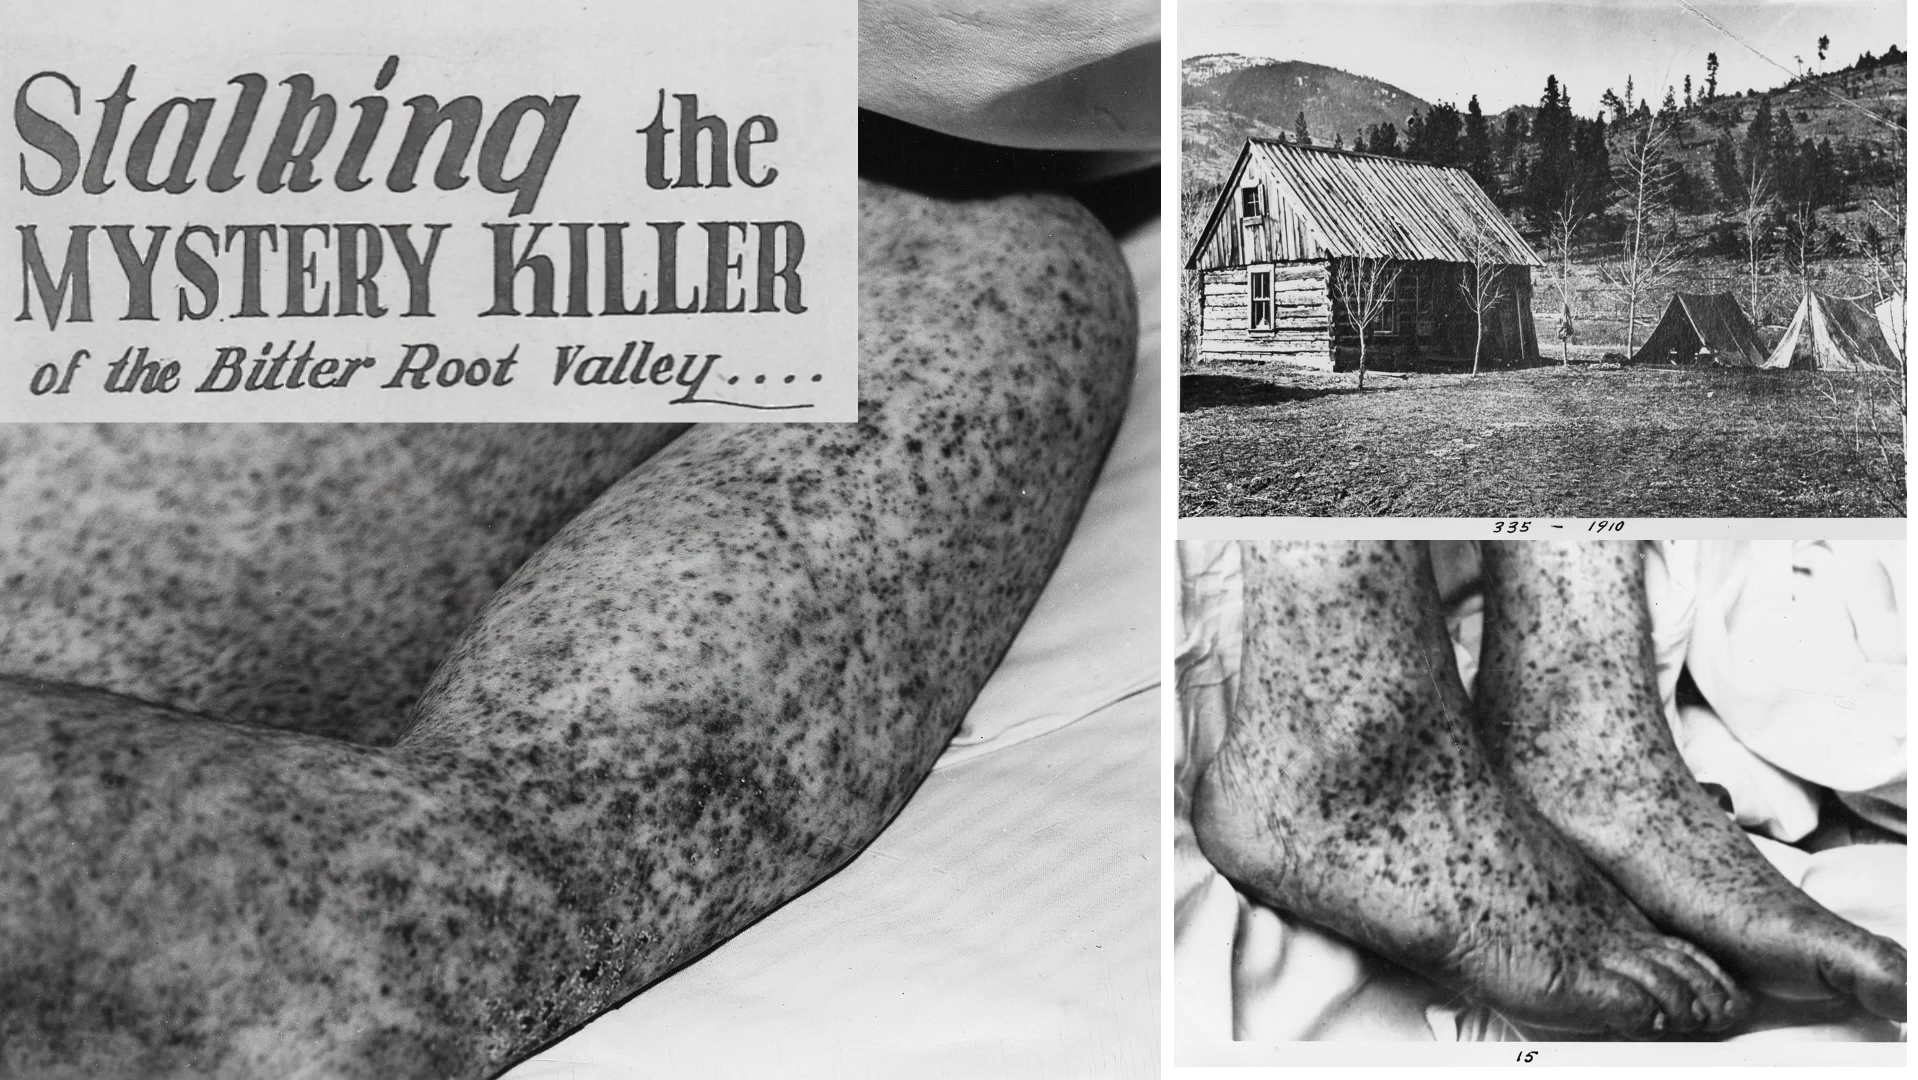 Stalking the
MYSTERY KILLER
of the Bitter Root Valley....
335 - 1910
15